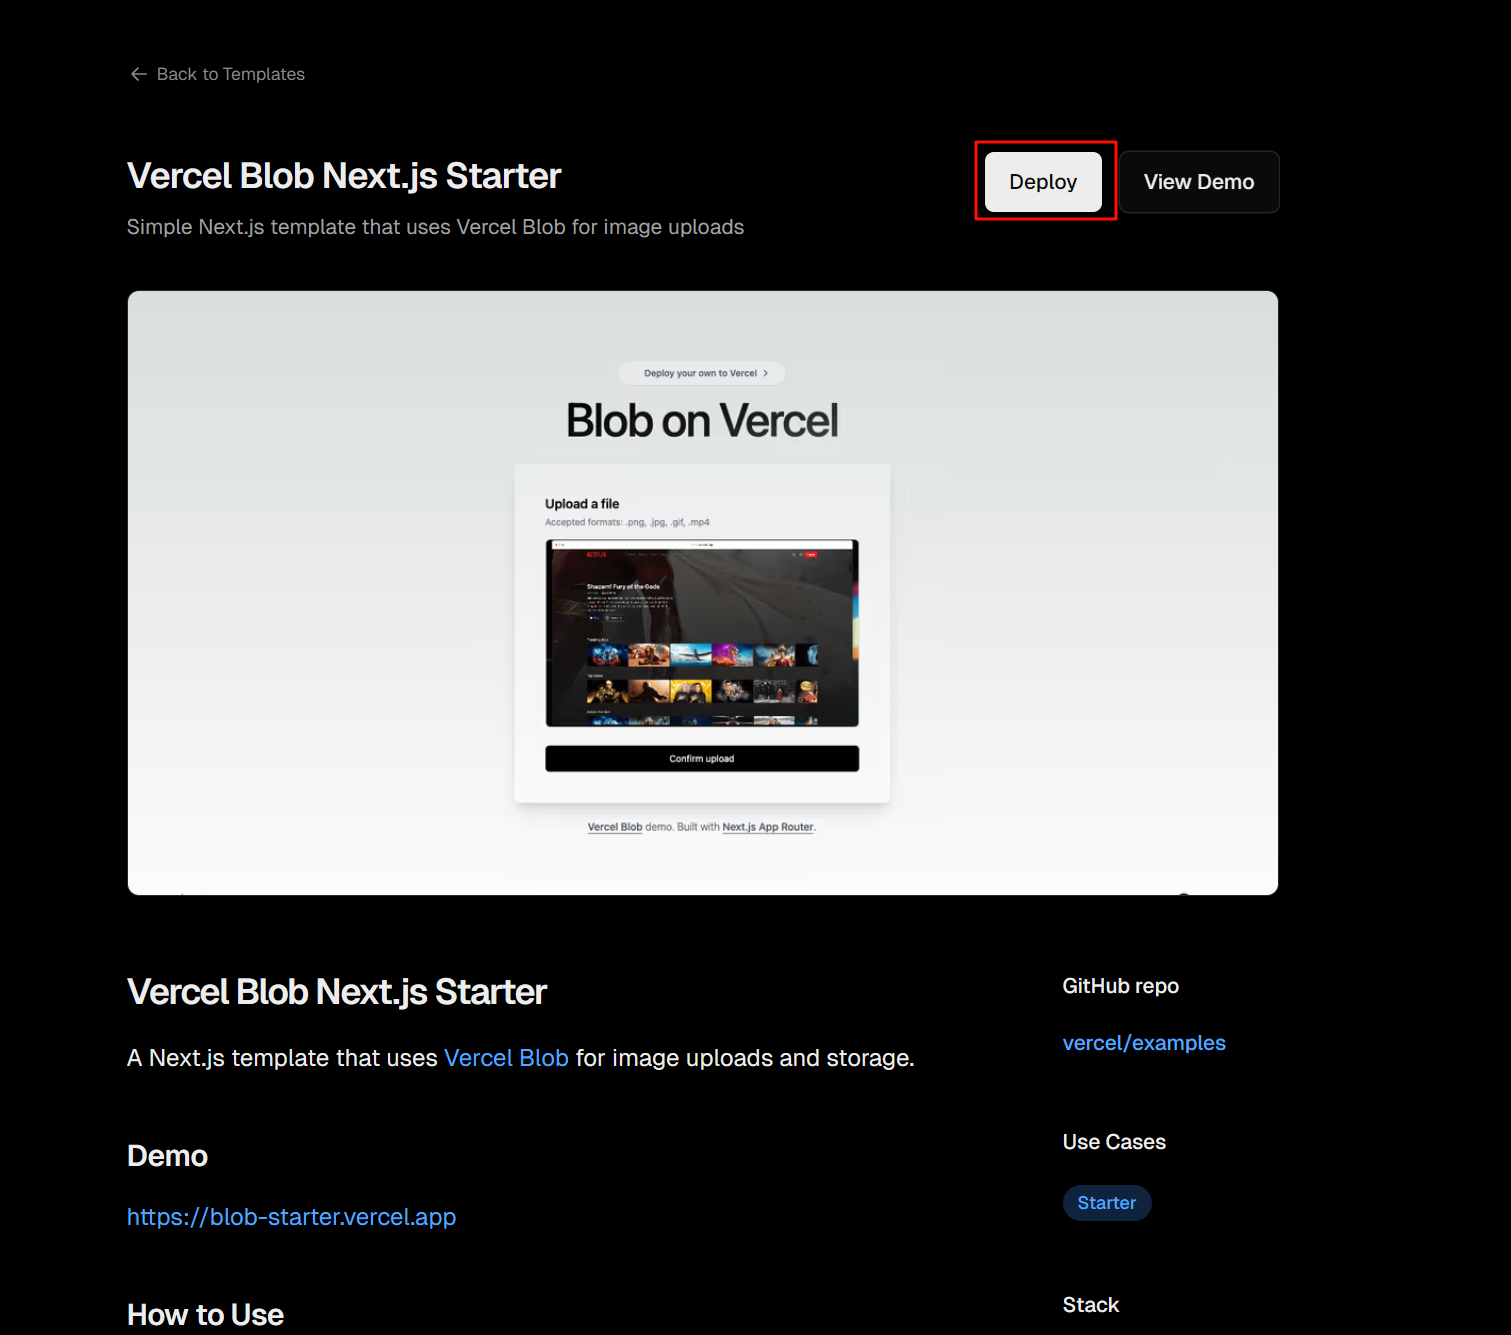 Back to Templates
Vercel Blob Next.js Starter
Deploy
View Demo
Simple Next.js template that uses Vercel Blob for image uploads
Deploy your own to Vercel
Blob on Vercel
Upload a file
Accepted formats: .png, .jpg, .gif, .mp4
NETFLIX
Shazam! Fury of the Gods
Confirm upload
Vercel Blob demo. Built with Next.js App Router.
Vercel Blob Next.js Starter
GitHub repo
vercel/examples
A Next.js template that uses Vercel Blob for image uploads and storage.
Use Cases
Demo
Starter
https://blob-starter.vercel.app
Stack
How to Use